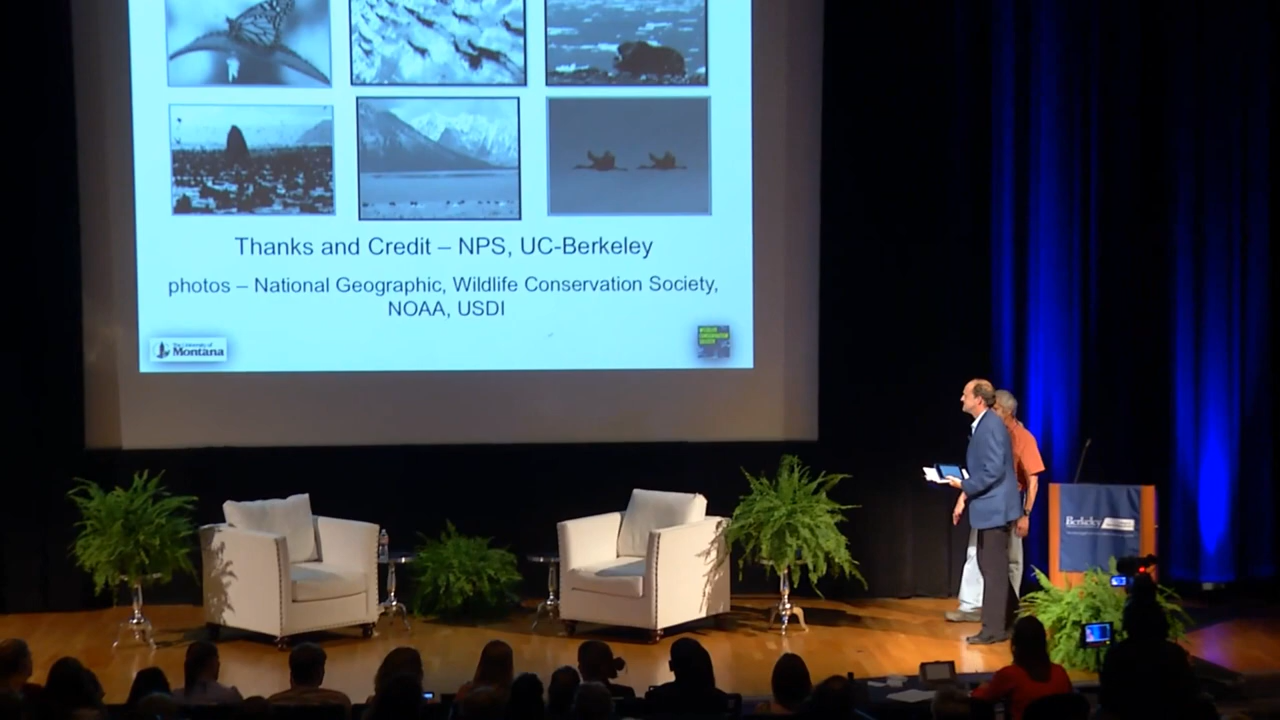 Thanks and Credit – NPS, UC-Berkeley
photos – National Geographic, Wildlife Conservation Society,
NOAA, USDI
The University of
Montana
Berkeley